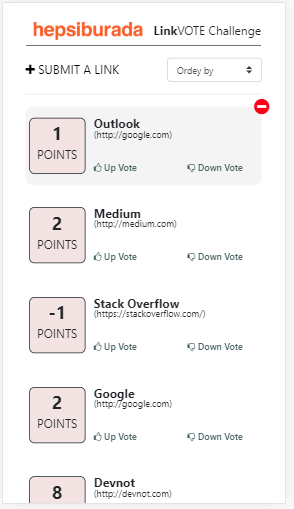 hepsiburada LinkVOTE Challenge
SUBMIT A LINK
Ordey by
1
POINTS
Outlook
(http://google.com)
Up Vote Down Vote
2
POINTS
Medium
(http://medium.com)
Up Vote Down Vote
-1
POINTS
Stack Overflow
(https://stackoverflow.com/)
Up Vote Down Vote
2
POINTS
Google
(http://google.com)
Up Vote Down Vote
8
Devnot
(http://devnot.com)